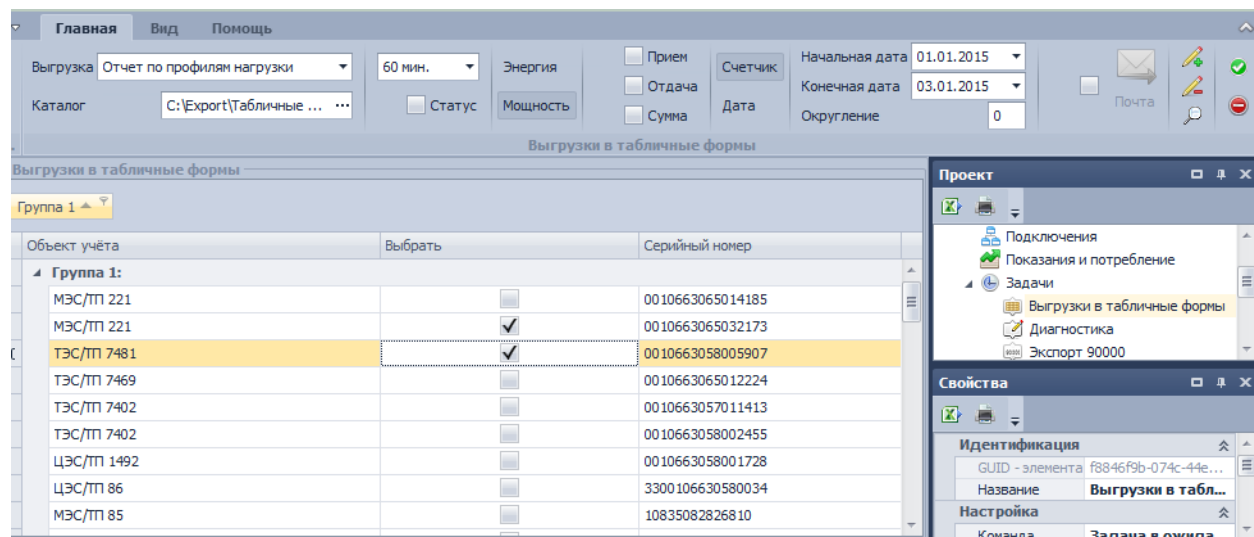 Главная Вид Помощь
Выгрузка Отчет по профилям нагрузки 60 мин. Энергия Прием Счетчик Начальная дата 01.01.2015
Отдача Конечная дата 03.01.2015
Каталог C:\Export\Табличные ... ... Статус Мощность Сумма Дата Округление 0 Почта
Выгрузки в табличные формы
Выгрузки в табличные формы
Группа 1
Объект учёта Выбрать Серийный номер
Группа 1:
МЭС/ТП 221 0010663065014185
МЭС/ТП 221 0010663065032173
ТЭС/ТП 7481 0010663058005907
ТЭС/ТП 7469 0010663065012224
ТЭС/ТП 7402 0010663057011413
ТЭС/ТП 7402 0010663058002455
ЦЭС/ТП 1492 0010663058001728
ЦЭС/ТП 86 3300106630580034
МЭС/ТП 85 10835082826810
Проект
Подключения
Показания и потребление
Задачи
Выгрузки в табличные формы
Диагностика
Экспорт 90000
Свойства
Идентификация
GUID - элемента f8846f9b-074c-44e...
Название Выгрузки в табл...
Настройка
Команда Задача в ожида...